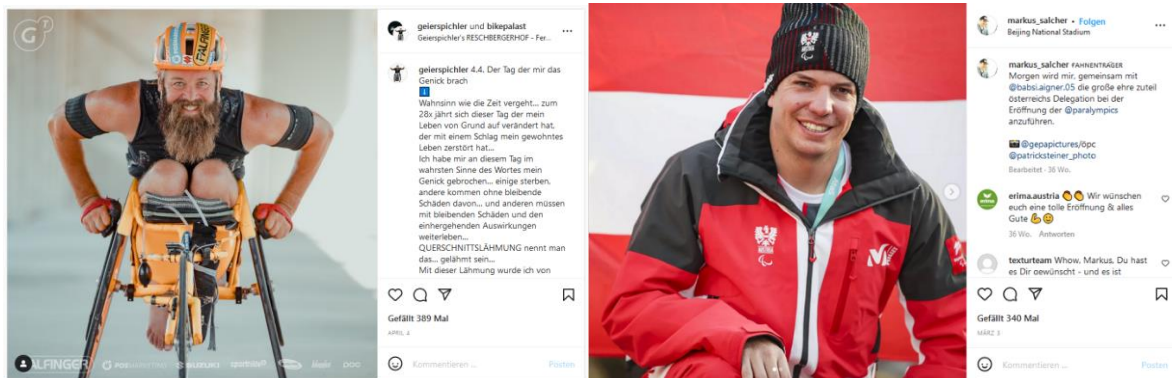 GT
PALFINGER
ALFINGER
SUZUKI
geierspichler und bikepalast
Geierspichler's RESCHBERGERHOF - Fer...
geierspichler 4.4. Der Tag der mir das
Genick brach
Wahnsinn wie die Zeit vergeht... zum
28x jährt sich dieser Tag der mein
Leben von Grund auf verändert hat,
der mit einem Schlag mein gewohntes
Leben zerstört hat...
Ich habe mir an diesem Tag im
wahrsten Sinne des Wortes mein
Genick gebrochen... einige sterben,
andere kommen ohne bleibende
Schäden davon... und anderen müssen
mit bleibenden Schäden und den
einhergehenden Auswirkungen
weiterleben...
QUERSCHNITTSLÄHMUNG nennt man
das... gelähmt sein...
Mit dieser Lähmung wurde ich von
Gefällt 389 Mal
APRIL 4
Kommentieren ...
Posten
markus_salcher • Folgen
Beijing National Stadium
markus_salcher FAHNENTRÄGER
Morgen wird mir, gemeinsam mit
@babsi.aigner.05 die große ehre zuteil
österreichs Delegation bei der
Eröffnung der @paralympics
anzuführen.
@gepapictures/öpc
@patricksteiner_photo
Bearbeitet · 36 Wo.
erima.austria Wir wünschen
euch eine tolle Eröffnung & alles
Gute
36 Wo. Antworten
texturteam Whow, Markus, Du hast
es Dir gewünscht - und es ist
Gefällt 340 Mal
MÄRZ 3
Kommentieren ...
Posten